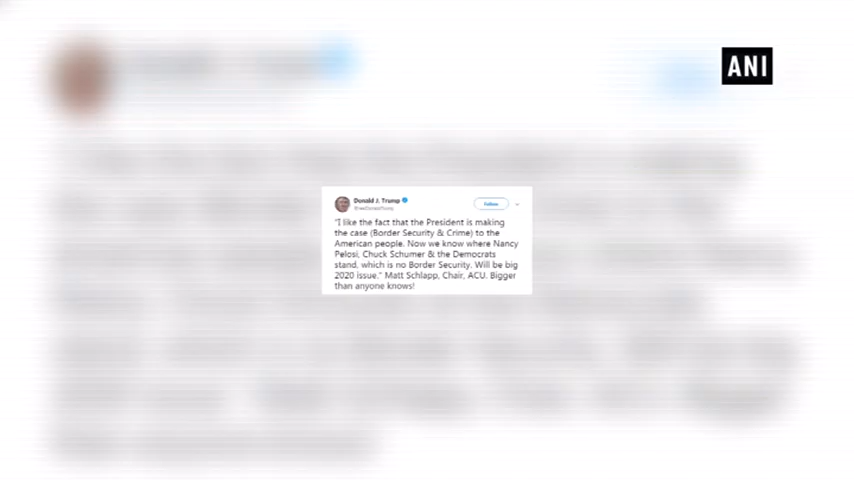 ANI
Donald J. Trump
@realDonaldTrump
Follow
"I like the fact that the President is making
the case (Border Security & Crime) to the
American people. Now we know where Nancy
Pelosi, Chuck Schumer & the Democrats
stand, which is no Border Security. Will be big
2020 issue." Matt Schlapp, Chair, ACU. Bigger
than anyone knows!